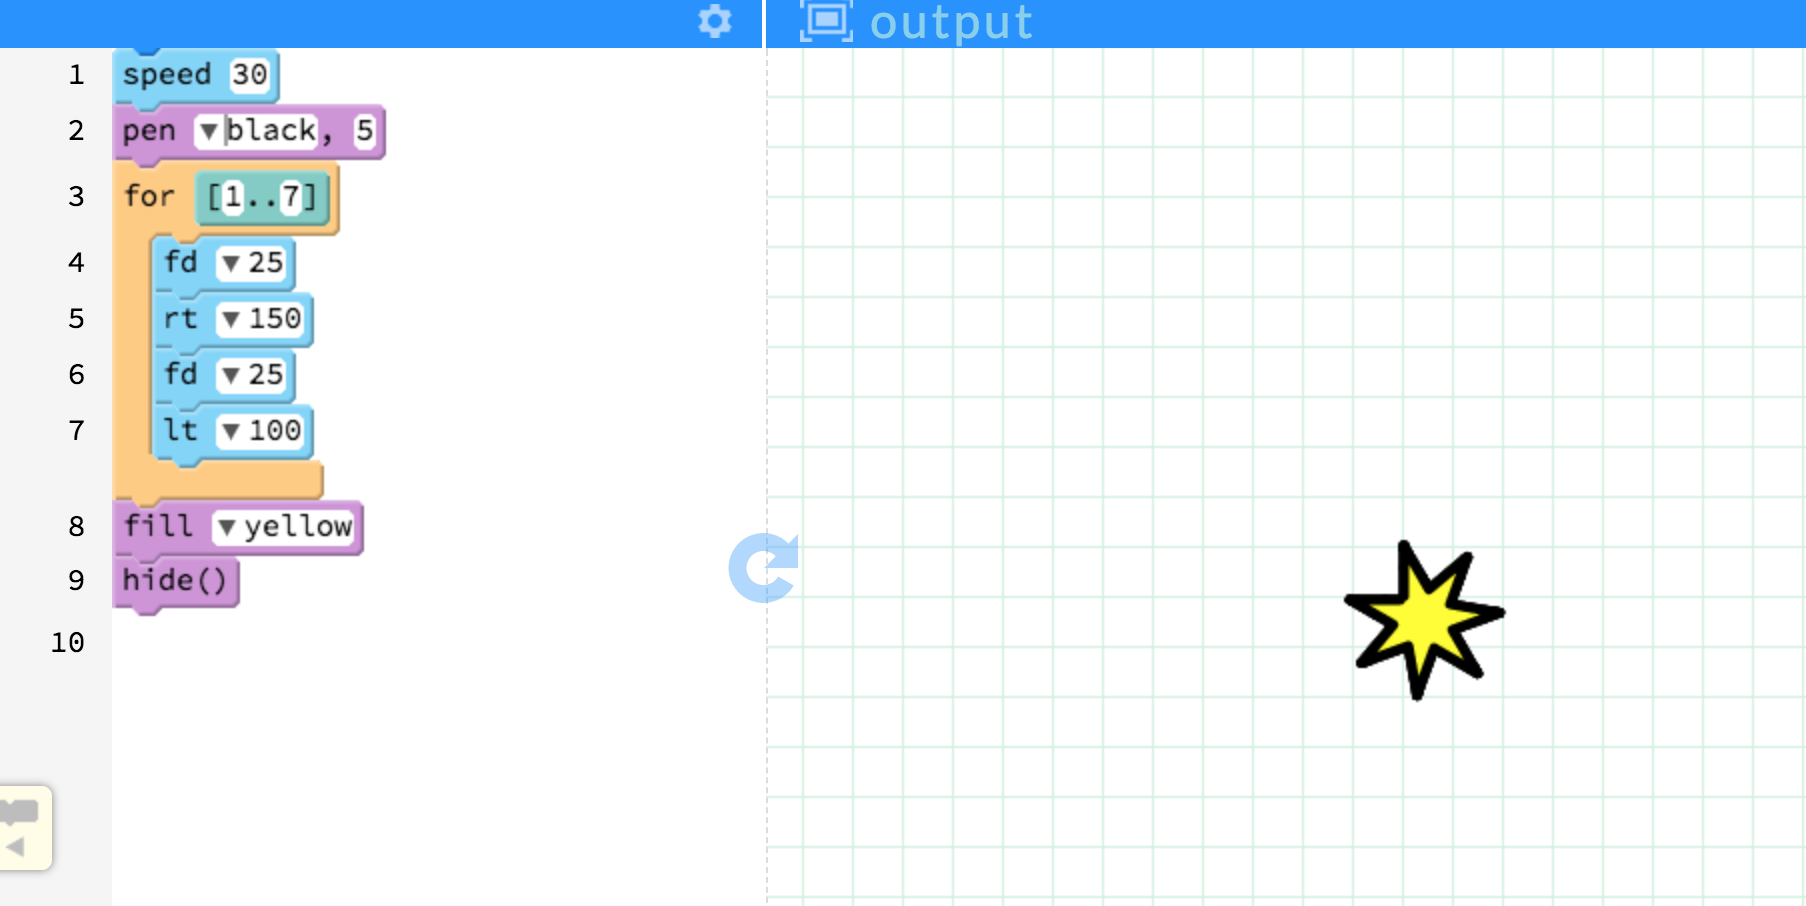 output
1 speed 30
2 pen ▼black, 5
3 for [1..7]
4 fd ▼25
5 rt ▼150
6 fd ▼25
7 lt ▼100
8 fill ▼yellow
9 hide()
10